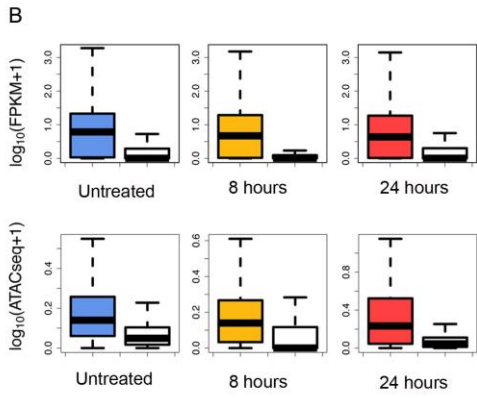 B
log10(FPKM+1)
0.0 1.0 2.0 3.0
0.0 1.0 2.0 3.0
0.0 1.0 2.0 3.0
Untreated 8 hours 24 hours
log10(ATACseq+1)
0.0 0.2 0.4
0.0 0.2 0.4 0.6
0.0 0.4 0.8
Untreated 8 hours 24 hours